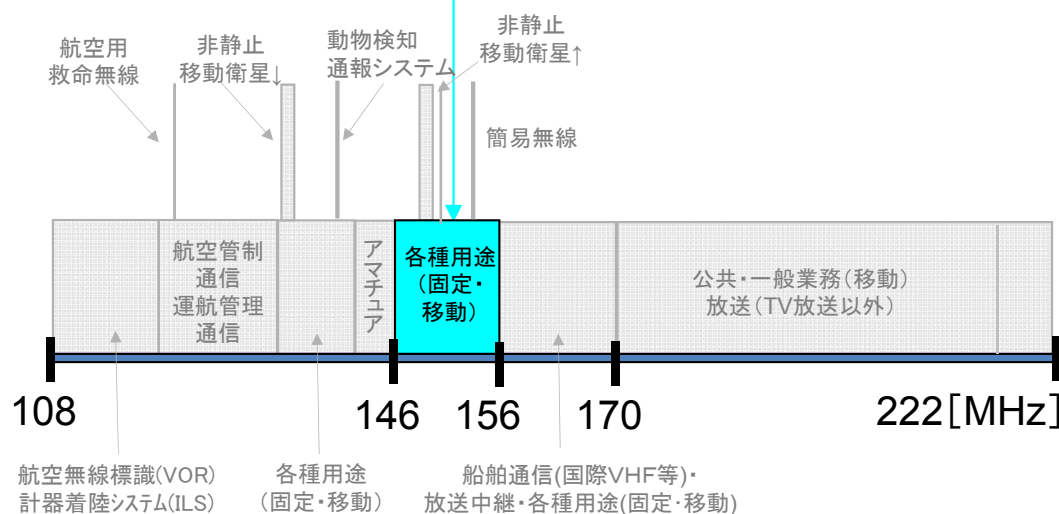 航空用
救命無線
非静止
移動衛星↓
動物検知
通報システム
非静止
移動衛星↑
簡易無線
航空管制
通信
運航管理
通信
アマチュア
各種用途
（固定・
移動）
公共・一般業務（移動）
放送（TV放送以外）
108
146
156
170
222［MHz］
航空無線標識(VOR)
計器着陸ｼｽﾃﾑ(ILS)
各種用途
（固定・移動）
船舶通信(国際VHF等)・
放送中継・各種用途(固定・移動)